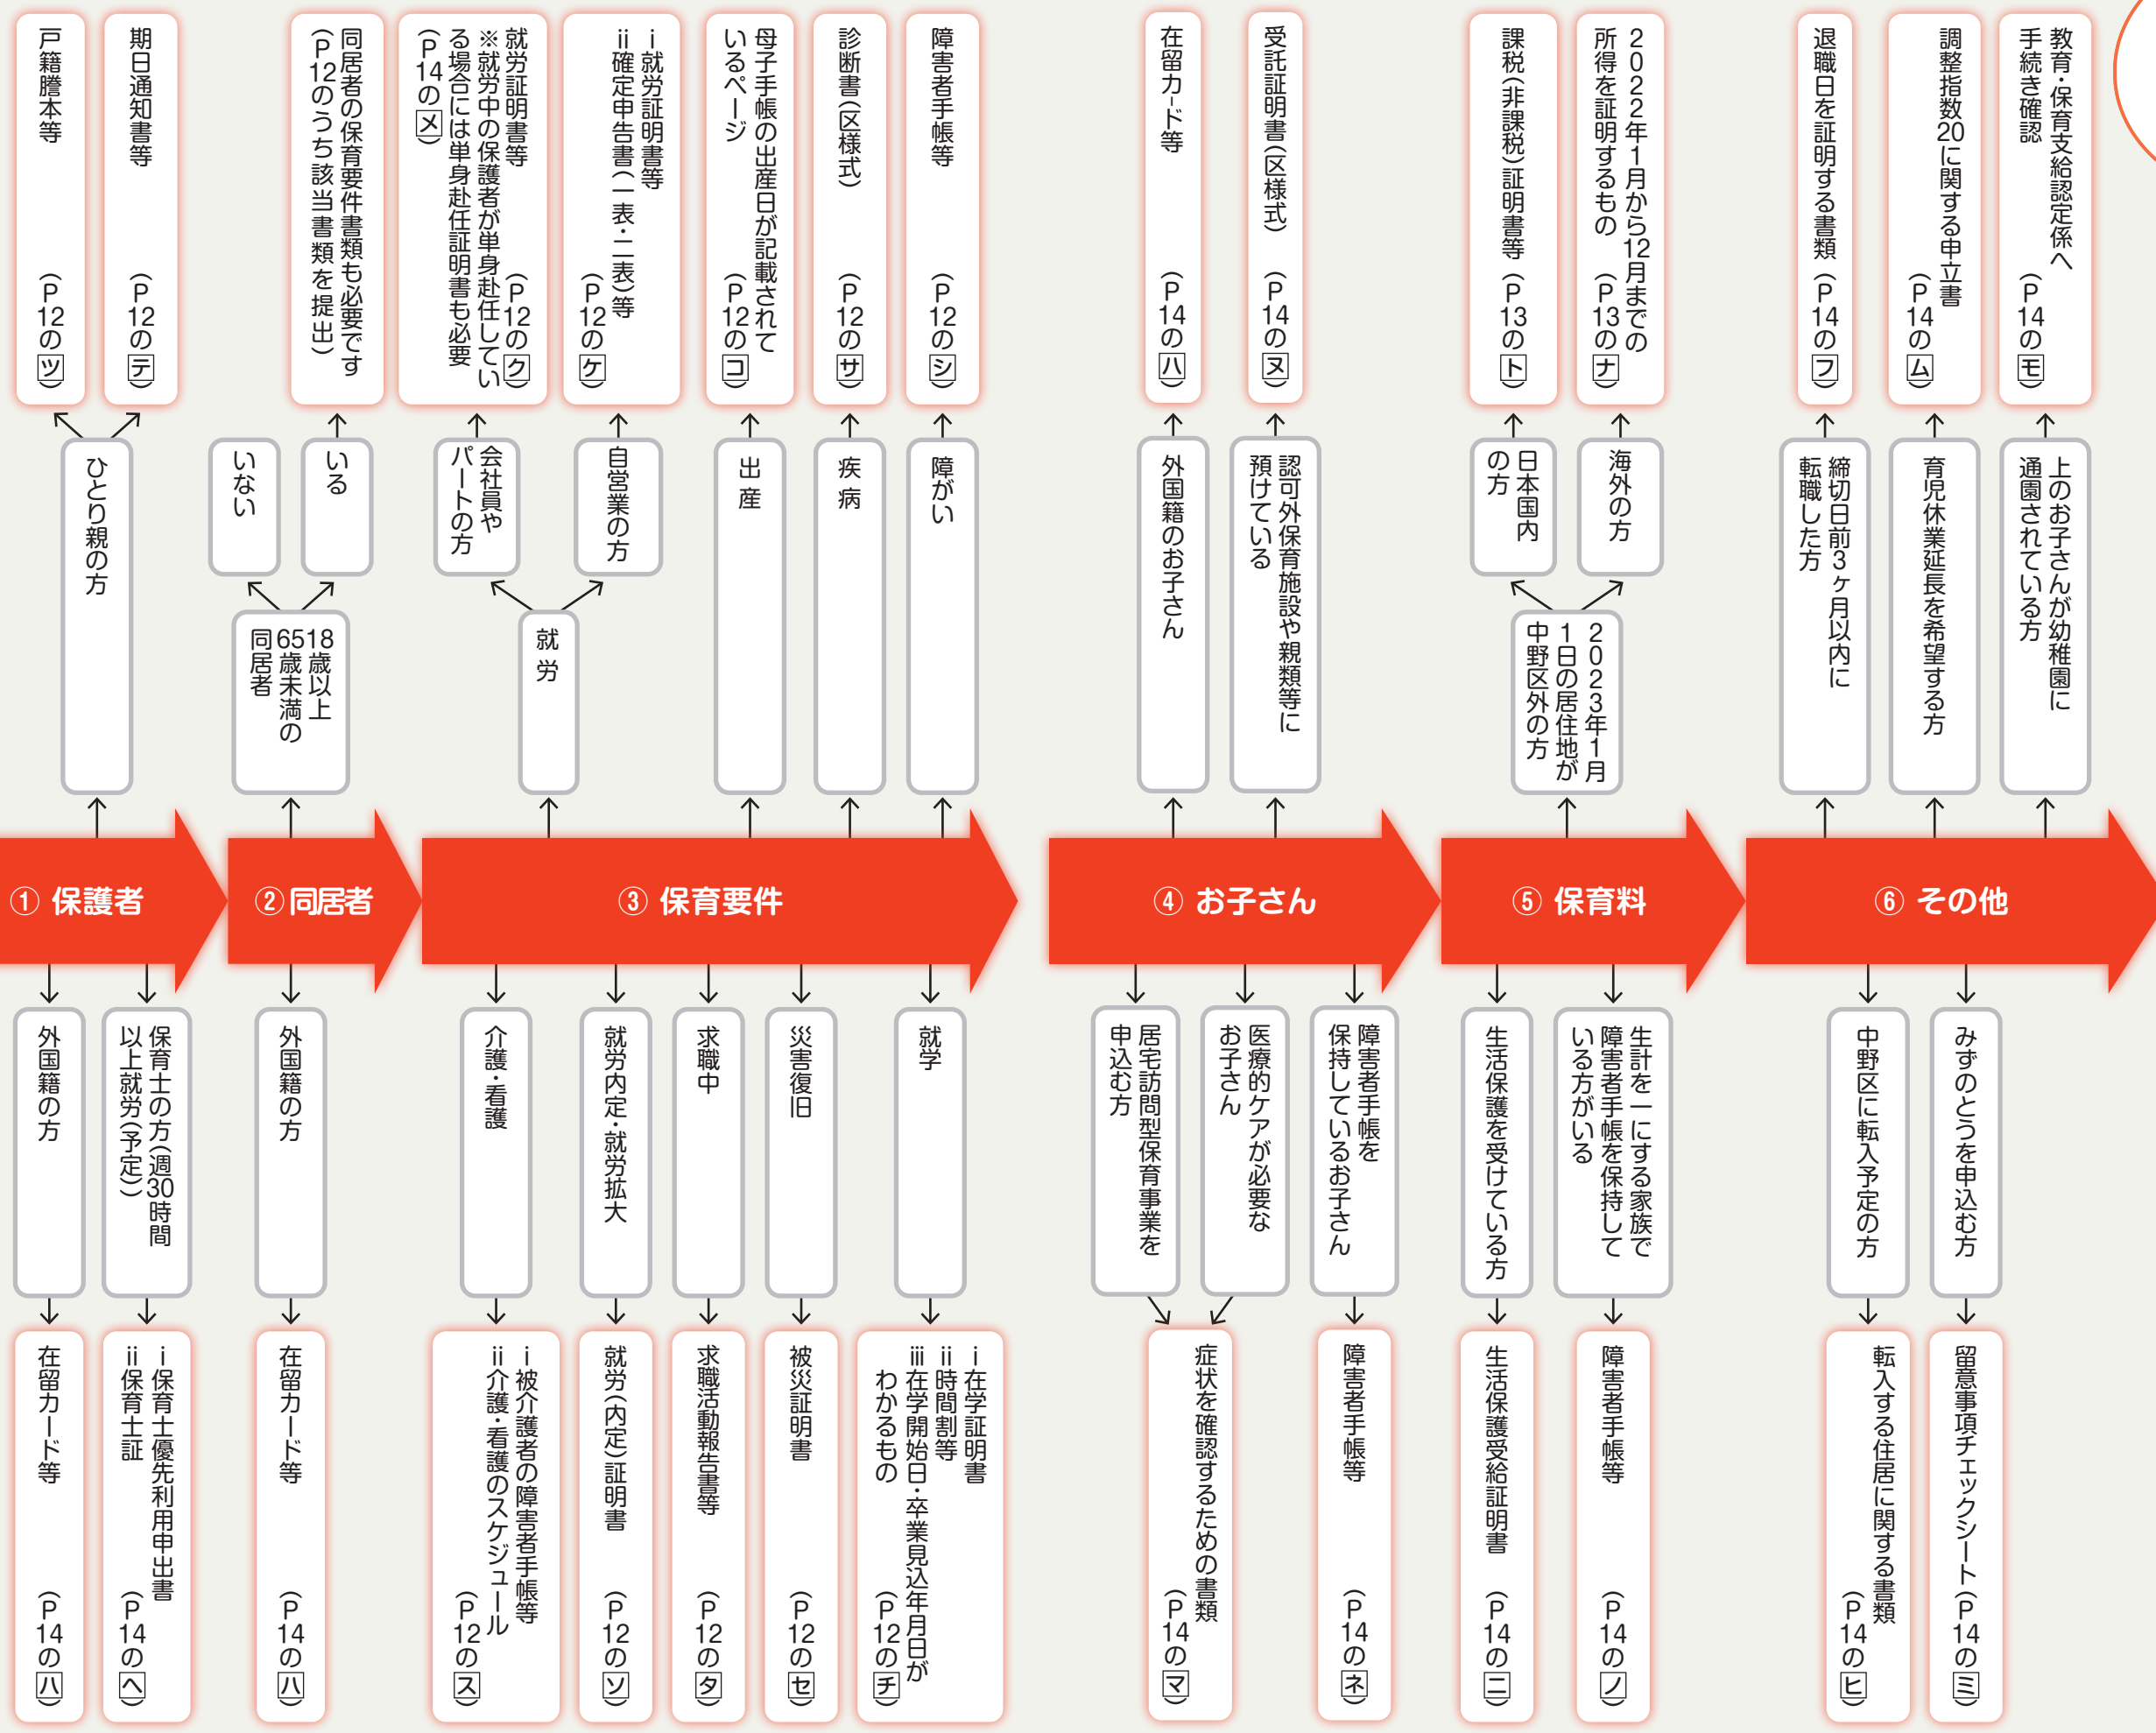 戸籍謄本等
(P12のツ)
期日通知書等
(P12のテ)
ひとり親の方
① 保護者
外国籍の方
在留カード等
(P14のハ)
保育士の方(週30時間
以上就労(予定))
ⅰ保育士優先利用申出書
ⅱ保育士証
(P14のヘ)
同居者の保育要件書類も必要です
(P12のうち該当書類を提出)
いない
いる
18歳以上
65歳未満の
同居者
② 同居者
外国籍の方
在留カード等
(P14のハ)
就労証明書等
(P12のク)
※就労中の保護者が単身赴任してい
る場合には単身赴任証明書も必要
(P14のメ)
会社員や
パートの方
ⅰ就労証明書等
ⅱ確定申告書(一表・二表)等
(P12のケ)
自営業の方
就労
母子手帳の出産日が記載されて
いるページ
(P12のコ)
出産
診断書(区様式)
(P12のサ)
疾病
障害者手帳等
(P12のシ)
障がい
③ 保育要件
介護・看護
ⅰ被介護者の障害者手帳等
ⅱ介護・看護のスケジュール
(P12のス)
就労内定・就労拡大
就労(内定)証明書
(P12のソ)
求職中
求職活動報告書等
(P12のタ)
災害復旧
被災証明書
(P12のセ)
就学
ⅰ在学証明書
ⅱ時間割等
ⅲ在学開始日・卒業見込年月日が
わかるもの
(P12のチ)
在留カード等
(P14のハ)
外国籍のお子さん
受託証明書(区様式)
(P14のヌ)
認可外保育施設や親類等に
預けている
④ お子さん
居宅訪問型保育事業を
申込む方
医療的ケアが必要な
お子さん
症状を確認するための書類
(P14のマ)
障害者手帳を
保持しているお子さん
障害者手帳等
(P14のネ)
課税(非課税)証明書等
(P13のト)
日本国内
の方
2022年1月から12月までの
所得を証明するもの
(P13のナ)
海外の方
2023年1月
1日の居住地が
中野区外の方
⑤ 保育料
生活保護を受けている方
生活保護受給証明書
(P14のニ)
生計を一にする家族で
障害者手帳を保持して
いる方がいる
障害者手帳等
(P14のノ)
退職日を証明する書類
(P14のフ)
締切日前3ヶ月以内に
転職した方
調整指数20に関する申立書
(P14のム)
育児休業延長を希望する方
教育・保育支給認定係へ
手続き確認
(P14のモ)
上のお子さんが幼稚園に
通園されている方
⑥ その他
中野区に転入予定の方
転入する住居に関する書類
(P14のヒ)
みずのとうを申込む方
留意事項チェックシート
(P14のミ)